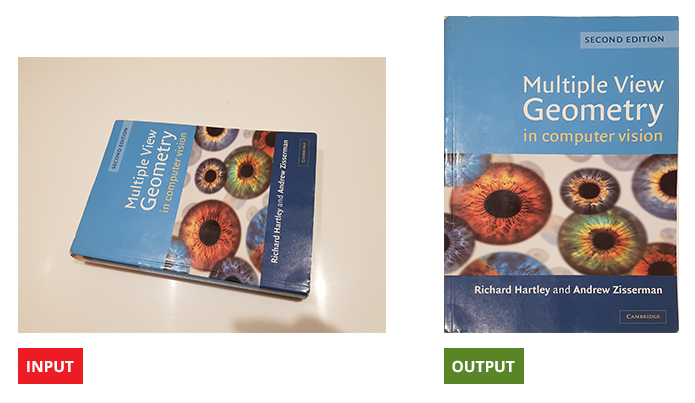 SECOND EDITION
Multiple View
Geometry
in computer vision
Richard Hartley and Andrew Zisserman
CAMBRIDGE
INPUT
SECOND EDITION
Multiple View
Geometry
in computer vision
Richard Hartley and Andrew Zisserman
CAMBRIDGE
OUTPUT